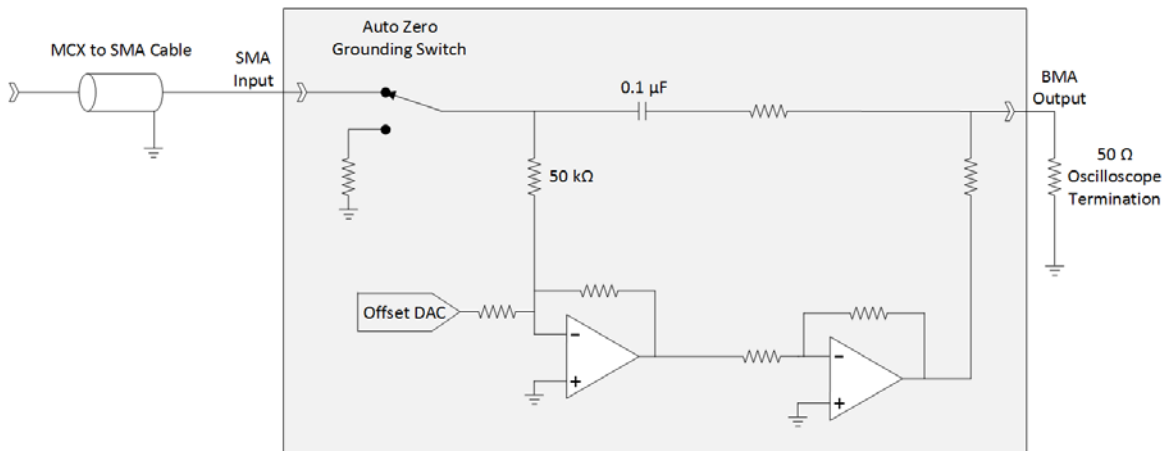 MCX to SMA Cable
SMA
Input
Auto Zero
Grounding Switch
0.1 µF
BMA
Output
50 kΩ
50 Ω
Oscilloscope
Termination
Offset DAC
−
+
−
+